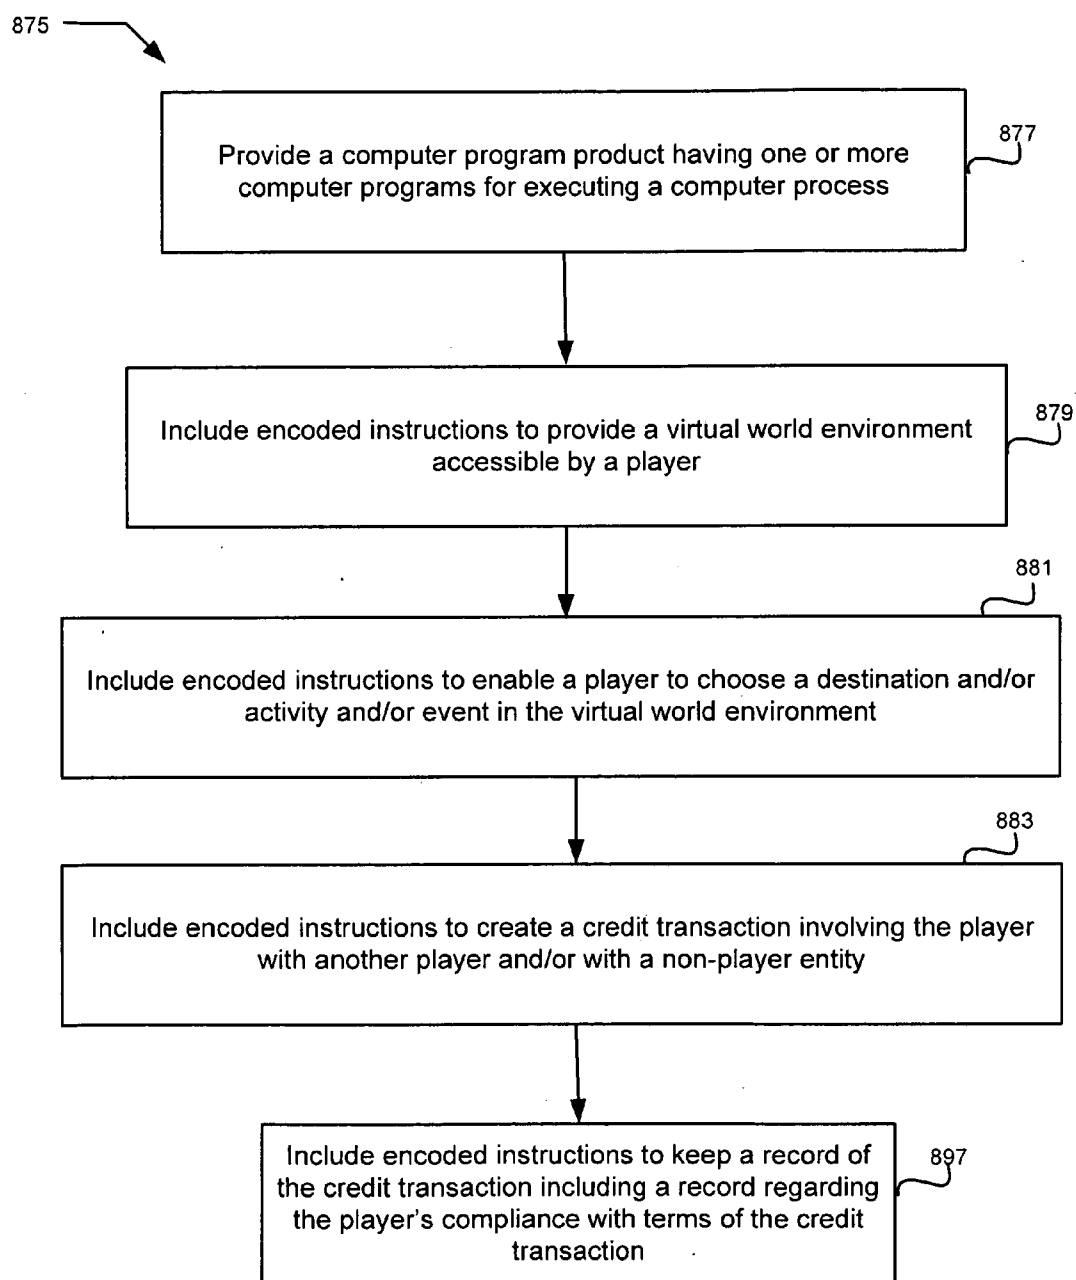 875
877
Provide a computer program product having one or more
computer programs for executing a computer process
879
Include encoded instructions to provide a virtual world environment
accessible by a player
881
Include encoded instructions to enable a player to choose a destination and/or
activity and/or event in the virtual world environment
883
Include encoded instructions to create a credit transaction involving the player
with another player and/or with a non-player entity
897
Include encoded instructions to keep a record of
the credit transaction including a record regarding
the player's compliance with terms of the credit
transaction